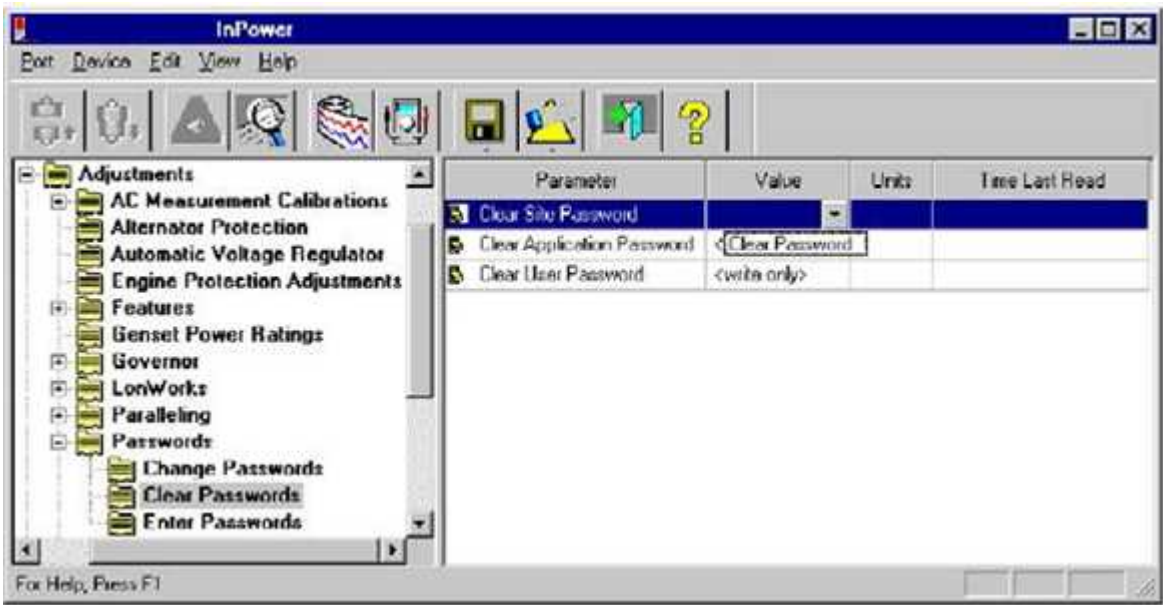 InPower
Port Device Edit View Help
Adjustments
AC Measurement Calibrations
Alternator Protection
Automatic Voltage Regulator
Engine Protection Adjustments
Features
Genset Power Ratings
Governor
LonWorks
Paralleling
Passwords
Change Passwords
Clear Passwords
Enter Passwords
Parameter Value Units Time Last Read
Clear Site Password
Clear Application Password < Clear Password
Clear User Password <write only>
For Help, Press F1